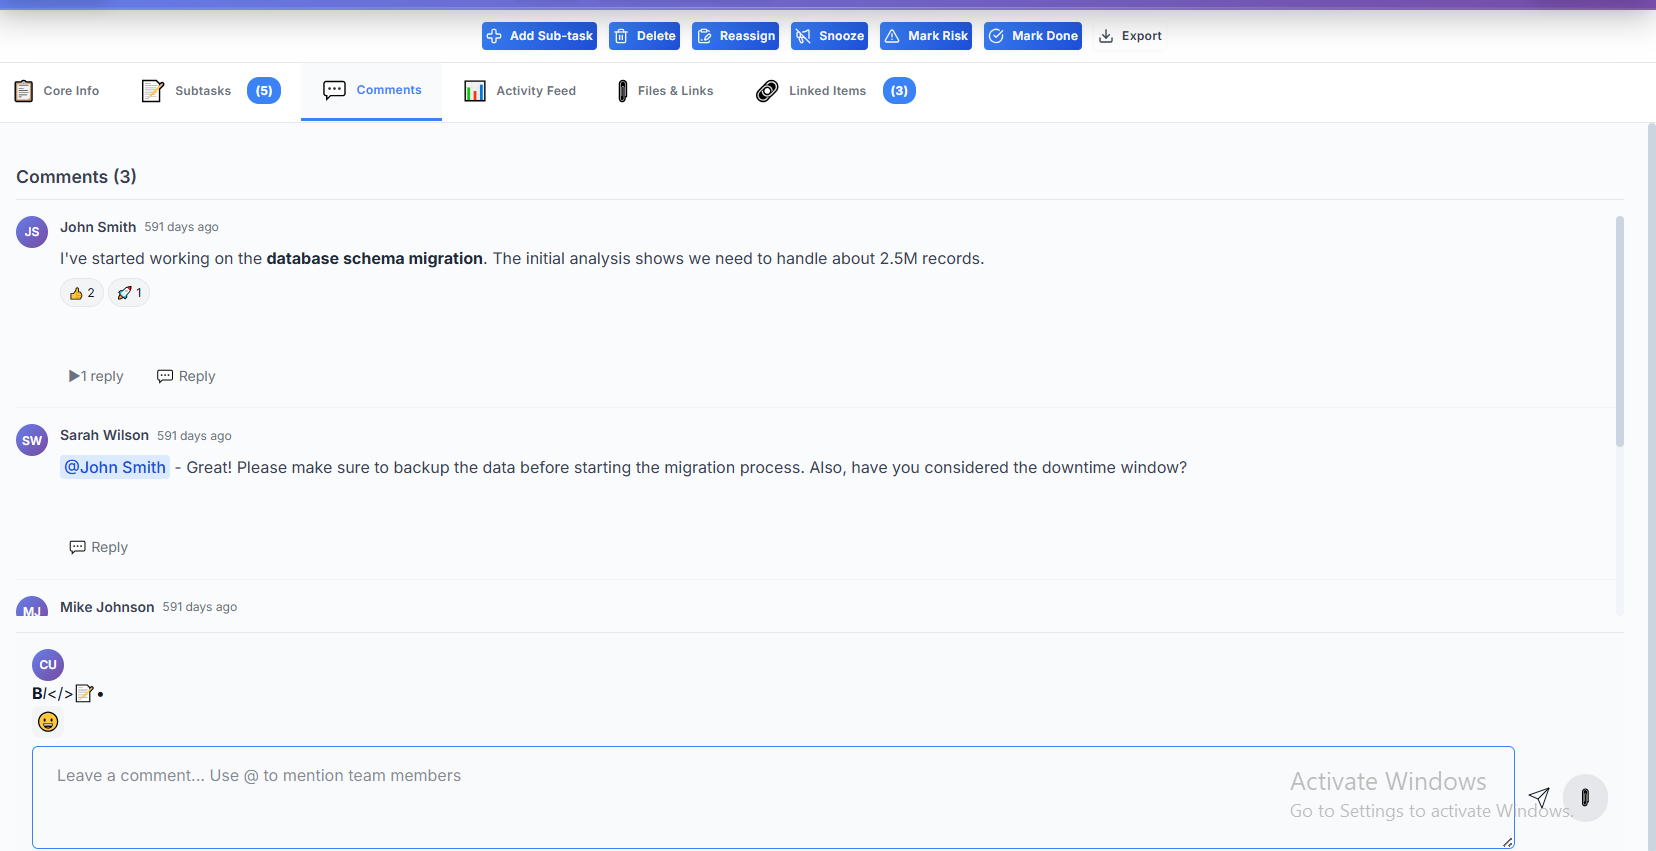 Add Sub-task Delete Reassign Snooze Mark Risk Mark Done Export
Core Info Subtasks (5) Comments Activity Feed Files & Links Linked Items (3)
Comments (3)
JS John Smith 591 days ago
I've started working on the database schema migration. The initial analysis shows we need to handle about 2.5M records.
👍 2 🚀 1
▶1 reply 💬 Reply
SW Sarah Wilson 591 days ago
@John Smith - Great! Please make sure to backup the data before starting the migration process. Also, have you considered the downtime window?
💬 Reply
MJ Mike Johnson 591 days ago
CU
B/</>📝•
😀
Leave a comment... Use @ to mention team members
Activate Windows
Go to Settings to activate Windows.